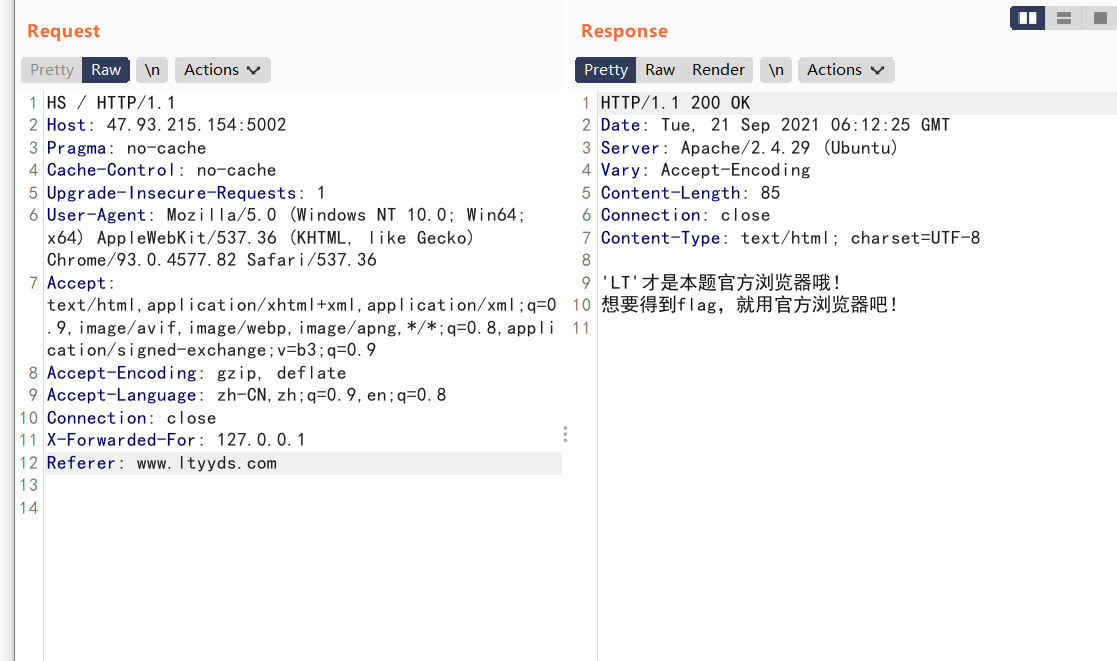 Request
Pretty Raw \n Actions
1 HS / HTTP/1.1
2 Host: 47.93.215.154:5002
3 Pragma: no-cache
4 Cache-Control: no-cache
5 Upgrade-Insecure-Requests: 1
6 User-Agent: Mozilla/5.0 (Windows NT 10.0; Win64;
x64) AppleWebKit/537.36 (KHTML, like Gecko)
Chrome/93.0.4577.82 Safari/537.36
7 Accept:
text/html,application/xhtml+xml,application/xml;q=0
.9,image/avif,image/webp,image/apng,*/*;q=0.8,appli
cation/signed-exchange;v=b3;q=0.9
8 Accept-Encoding: gzip, deflate
9 Accept-Language: zh-CN,zh;q=0.9,en;q=0.8
10 Connection: close
11 X-Forwarded-For: 127.0.0.1
12 Referer: www.ltyyds.com
13
14
Response
Pretty Raw Render \n Actions
1 HTTP/1.1 200 OK
2 Date: Tue, 21 Sep 2021 06:12:25 GMT
3 Server: Apache/2.4.29 (Ubuntu)
4 Vary: Accept-Encoding
5 Content-Length: 85
6 Connection: close
7 Content-Type: text/html; charset=UTF-8
8
9 'LT'才是本题官方浏览器哦!
10 想要得到flag，就用官方浏览器吧!
11